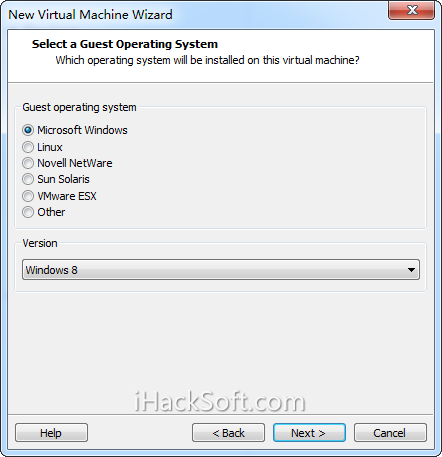 New Virtual Machine Wizard
Select a Guest Operating System
Which operating system will be installed on this virtual machine?
Guest operating system
Microsoft Windows
Linux
Novell NetWare
Sun Solaris
VMware ESX
Other
Version
Windows 8
iHackSoft.com
Help
< Back
Next >
Cancel